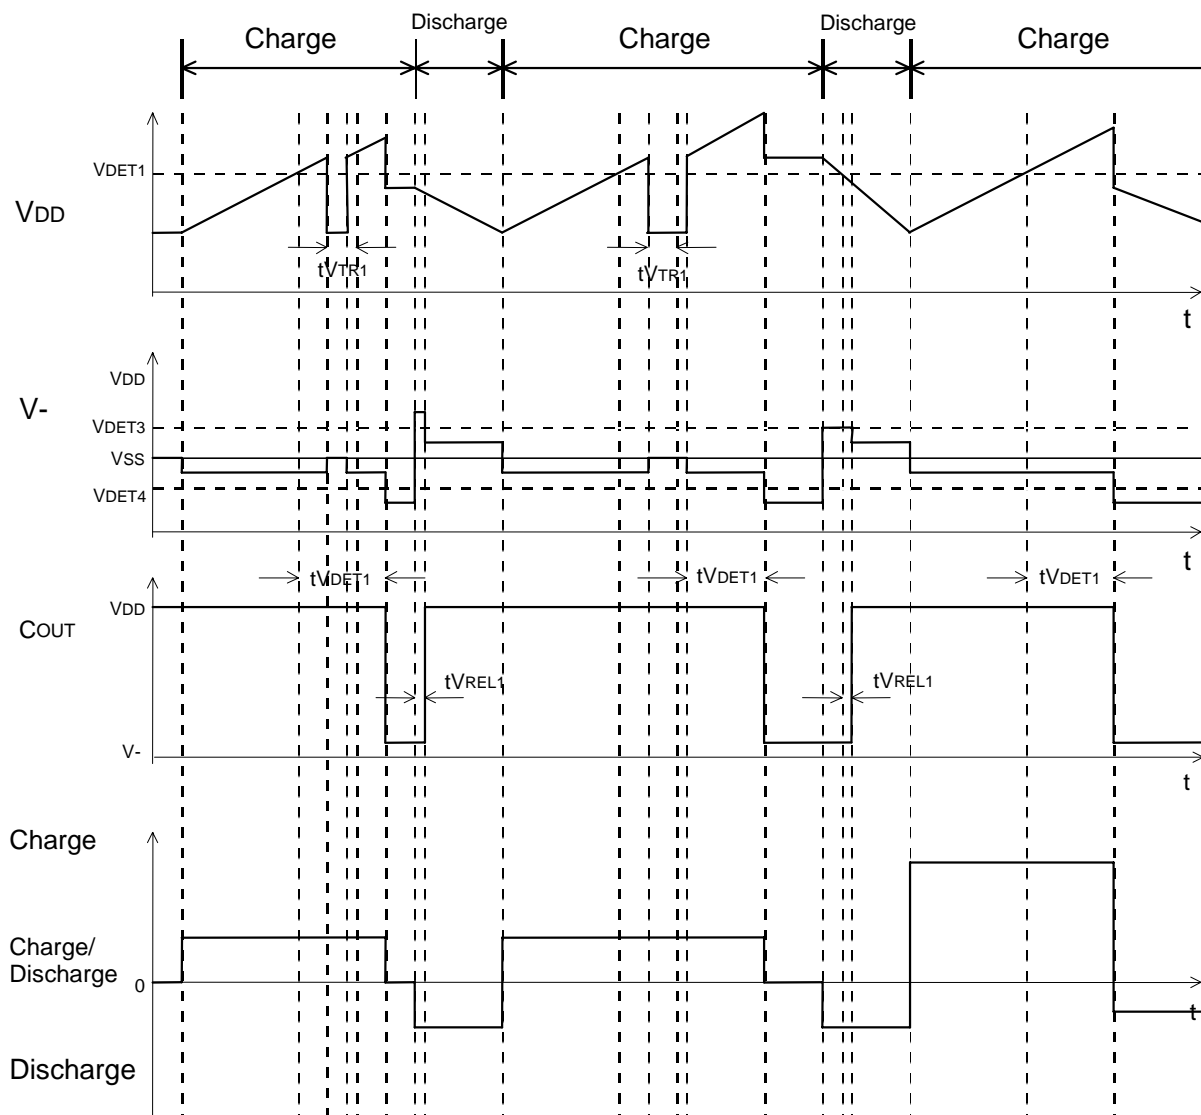 Charge
Discharge
Charge
Discharge
Charge
VDET1
VDD
tVTR1
tVTR1
t
VDD
V-
VDET3
VSS
VDET4
t
tVDET1
tVDET1
tVDET1
VDD
COUT
tVREL1
tVREL1
V-
t
Charge
Charge/
Discharge
0
t
Discharge